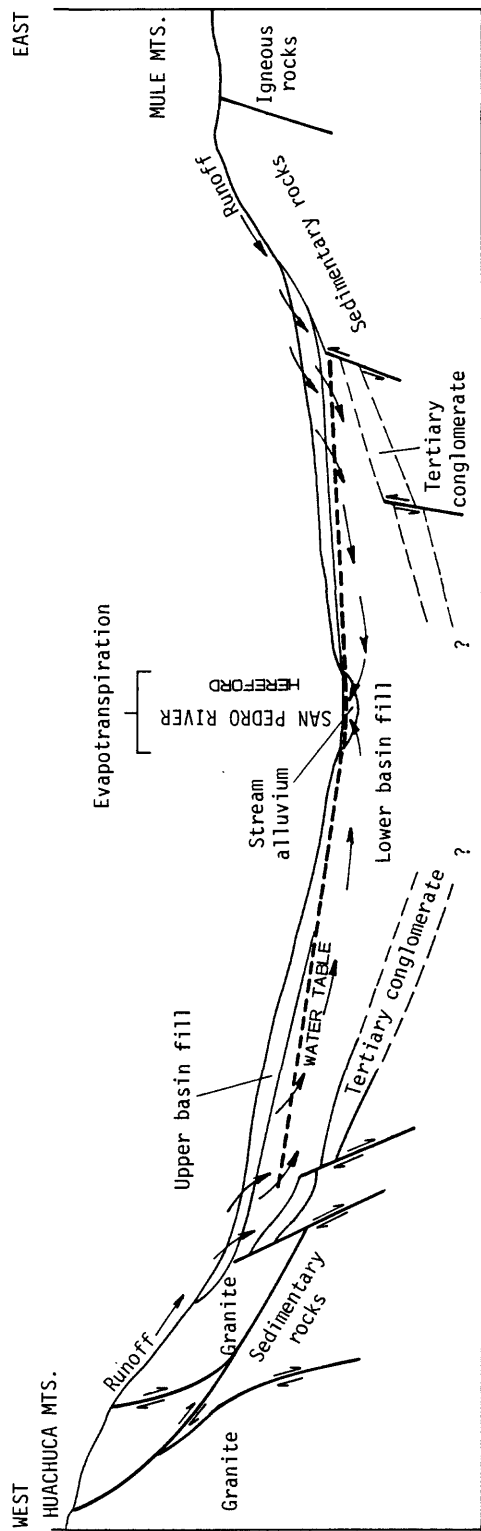 WEST
EAST
HUACHUCA MTS.
MULE MTS.
Runoff
Granite
Granite
Sedimentary
rocks
Upper basin fill
WATER TABLE
Tertiary conglomerate
?
Evapotranspiration
SAN PEDRO RIVER
HEREFORD
Stream
alluvium
Lower basin fill
?
Tertiary
conglomerate
Sedimentary rocks
Runoff
Igneous
rocks